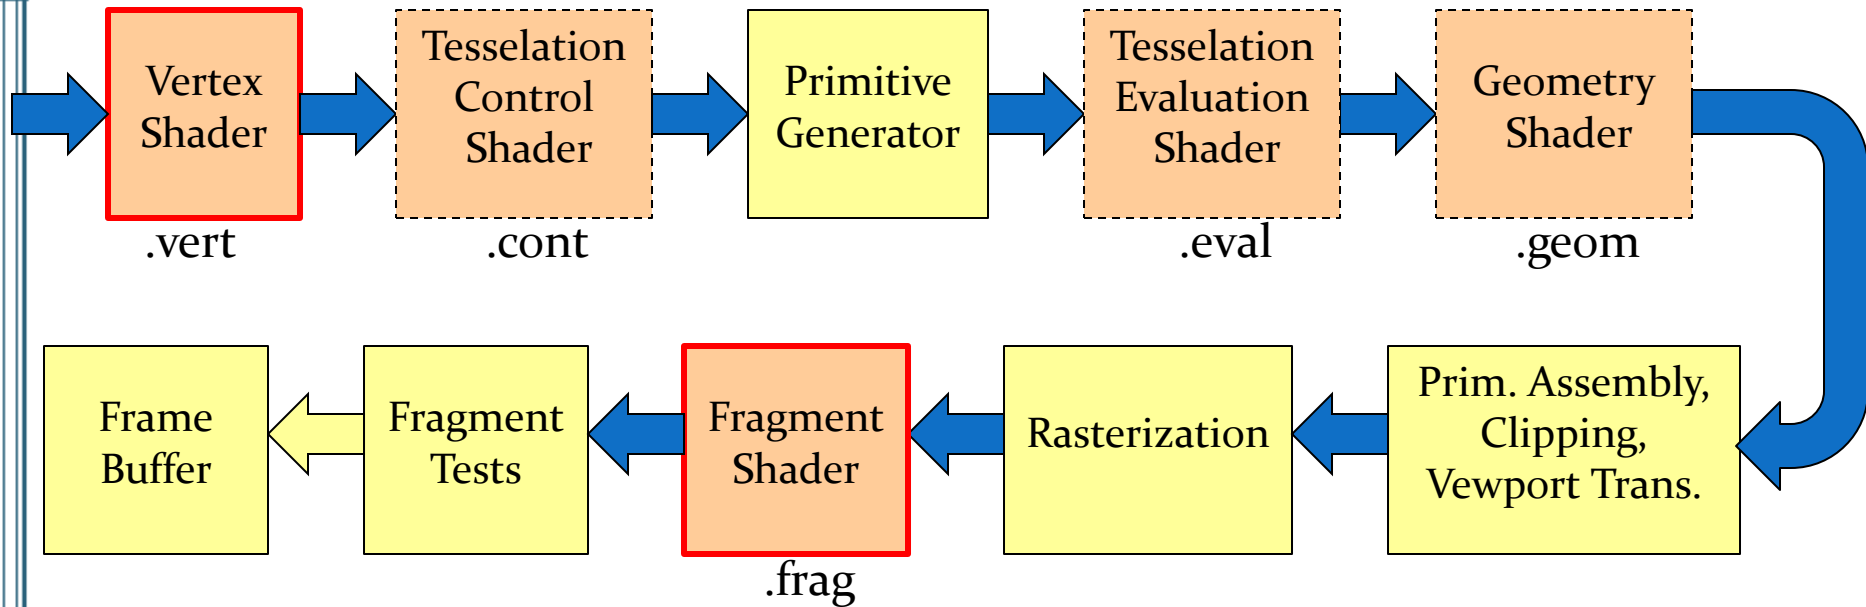 Vertex
Shader
.vert
Tesselation
Control
Shader
.cont
Primitive
Generator
Tesselation
Evaluation
Shader
.eval
Geometry
Shader
.geom
Prim. Assembly,
Clipping,
Vewport Trans.
Rasterization
Fragment
Shader
.frag
Fragment
Tests
Frame
Buffer